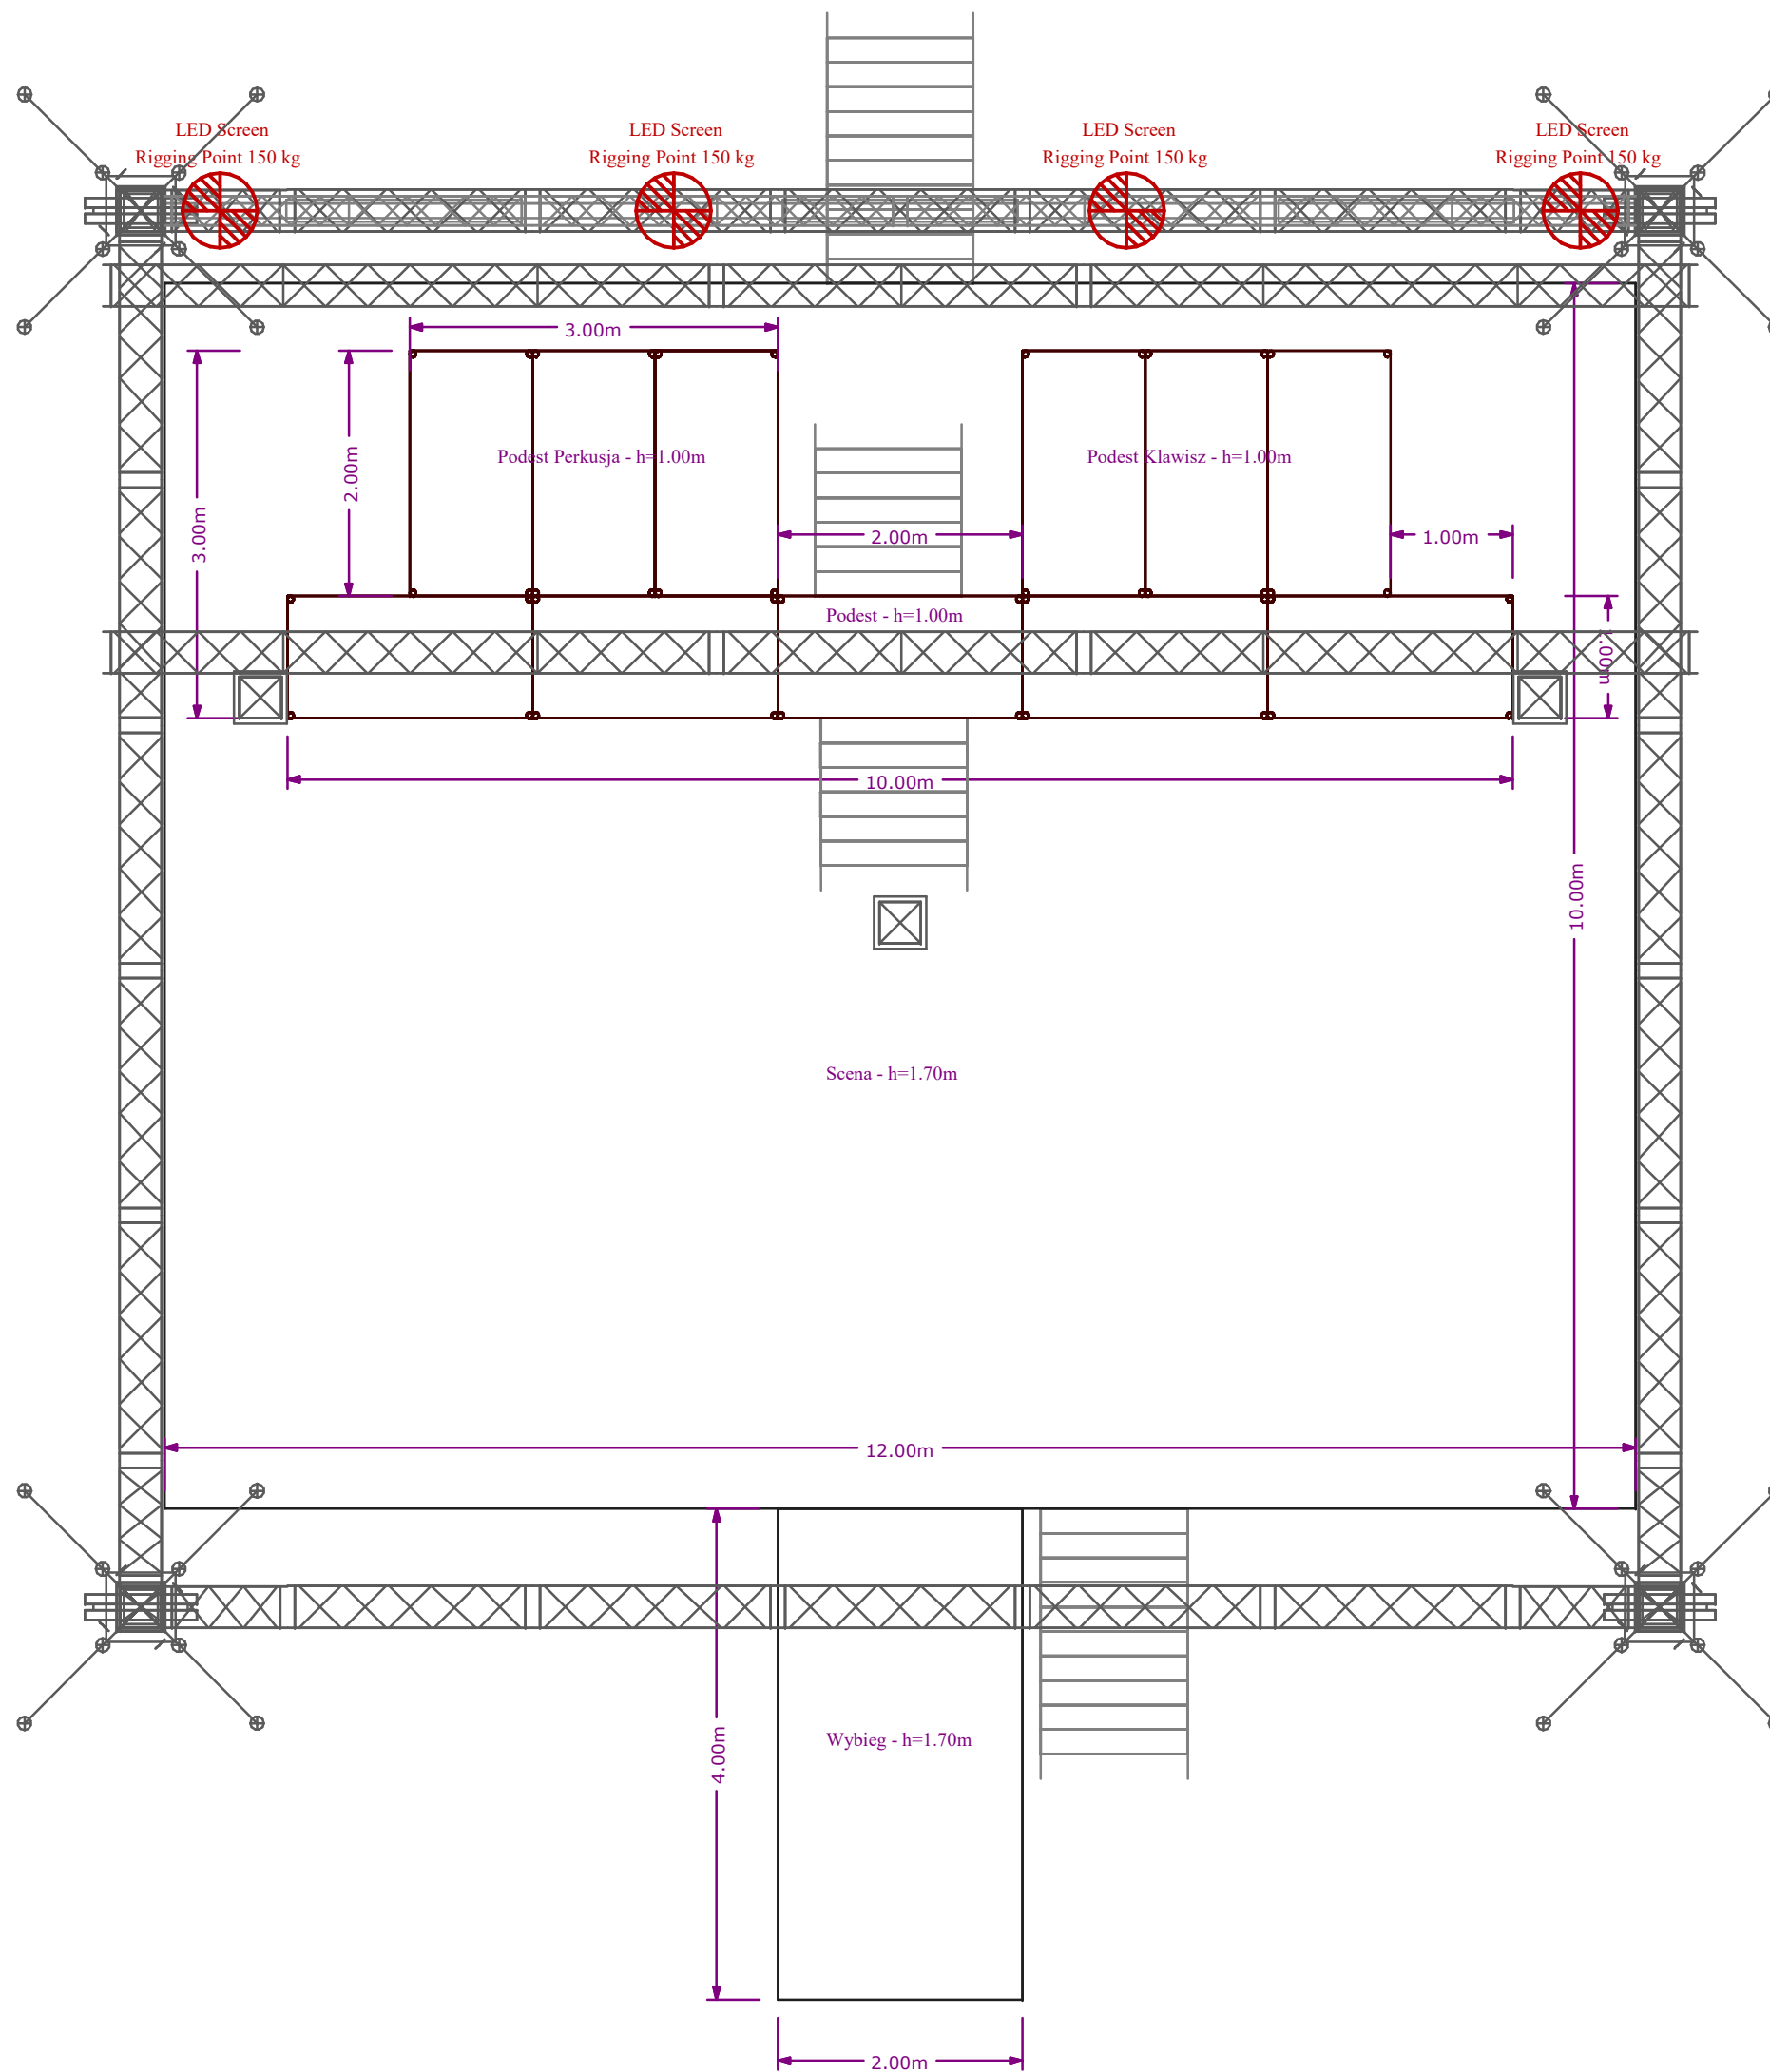 LED Screen
Rigging Point 150 kg
LED Screen
Rigging Point 150 kg
LED Screen
Rigging Point 150 kg
LED Screen
Rigging Point 150 kg
3.00m
2.00m
3.00m
Podest Perkusja - h=1.00m
Podest Klawisz - h=1.00m
2.00m
1.00m
Podest - h=1.00m
1.00m
10.00m
10.00m
Scena - h=1.70m
12.00m
Wybieg - h=1.70m
4.00m
2.00m